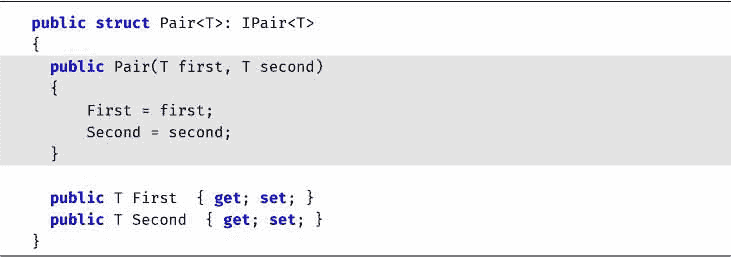 public struct Pair<T>: IPair<T>
{
  public Pair(T first, T second)
  {
      First = first;
      Second = second;
  }

  public T First  { get; set; }
  public T Second  { get; set; }
}